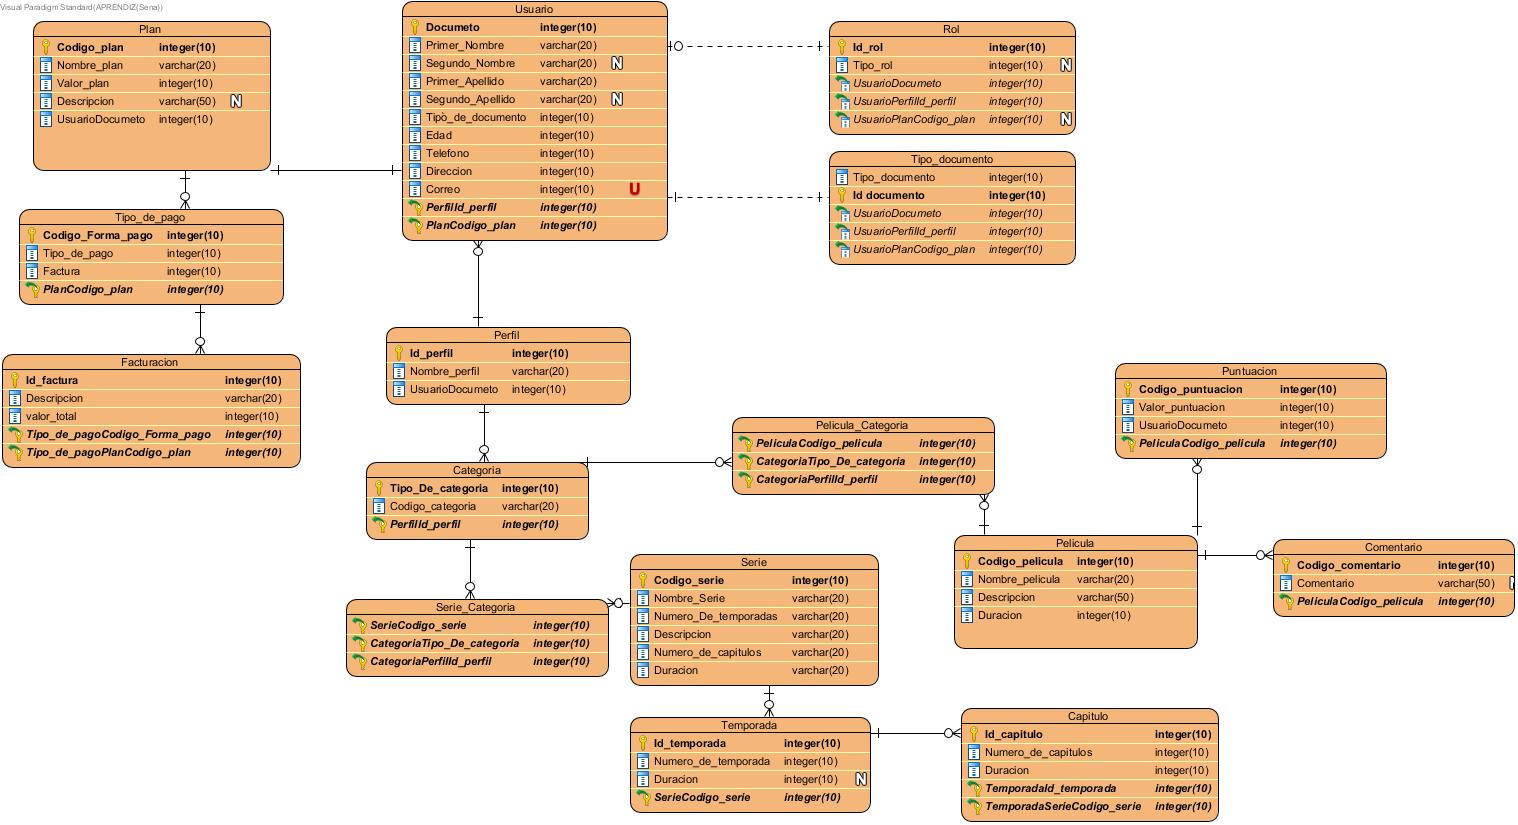 Visual Paradigm Standard(APRENDIZ(Sena))
Plan
Codigo_plan integer(10)
Nombre_plan varchar(20)
Valor_plan integer(10)
Descripcion varchar(50) N
UsuarioDocumeto integer(10)
Usuario
Documeto integer(10)
Primer_Nombre varchar(20)
Segundo_Nombre varchar(20) N
Primer_Apellido varchar(20)
Segundo_Apellido varchar(20) N
Tipò_de_documento integer(10)
Edad integer(10)
Telefono integer(10)
Direccion integer(10)
Correo integer(10) U
PerfilId_perfil integer(10)
PlanCodigo_plan integer(10)
Rol
Id_rol integer(10)
Tipo_rol integer(10) N
UsuarioDocumeto integer(10)
UsuarioPerfilId_perfil integer(10)
UsuarioPlanCodigo_plan integer(10) N
Tipo_documento
Tipo_documento integer(10)
Id documento integer(10)
UsuarioDocumeto integer(10)
UsuarioPerfilId_perfil integer(10)
UsuarioPlanCodigo_plan integer(10)
Tipo_de_pago
Codigo_Forma_pago integer(10)
Tipo_de_pago integer(10)
Factura integer(10)
PlanCodigo_plan integer(10)
Facturacion
Id_factura integer(10)
Descripcion varchar(20)
valor_total integer(10)
Tipo_de_pagoCodigo_Forma_pago integer(10)
Tipo_de_pagoPlanCodigo_plan integer(10)
Perfil
Id_perfil integer(10)
Nombre_perfil varchar(20)
UsuarioDocumeto integer(10)
Categoria
Tipo_De_categoria integer(10)
Codigo_categoria varchar(20)
PerfilId_perfil integer(10)
Pelicula_Categoria
PeliculaCodigo_pelicula integer(10)
CategoriaTipo_De_categoria integer(10)
CategoriaPerfilId_perfil integer(10)
Puntuacion
Codigo_puntuacion integer(10)
Valor_puntuacion integer(10)
UsuarioDocumeto integer(10)
PeliculaCodigo_pelicula integer(10)
Pelicula
Codigo_pelicula integer(10)
Nombre_pelicula varchar(20)
Descripcion varchar(50)
Duracion integer(10)
Comentario
Codigo_comentario integer(10)
Comentario varchar(50)
PeliculaCodigo_pelicula integer(10)
Serie_Categoria
SerieCodigo_serie integer(10)
CategoriaTipo_De_categoria integer(10)
CategoriaPerfilId_perfil integer(10)
Serie
Codigo_serie integer(10)
Nombre_Serie varchar(20)
Numero_De_temporadas varchar(20)
Descripcion varchar(20)
Numero_de_capitulos varchar(20)
Duracion varchar(20)
Temporada
Id_temporada integer(10)
Numero_de_temporada integer(10)
Duracion integer(10) N
SerieCodigo_serie integer(10)
Capitulo
Id_capitulo integer(10)
Numero_de_capitulos integer(10)
Duracion integer(10)
TemporadaId_temporada integer(10)
TemporadaSerieCodigo_serie integer(10)